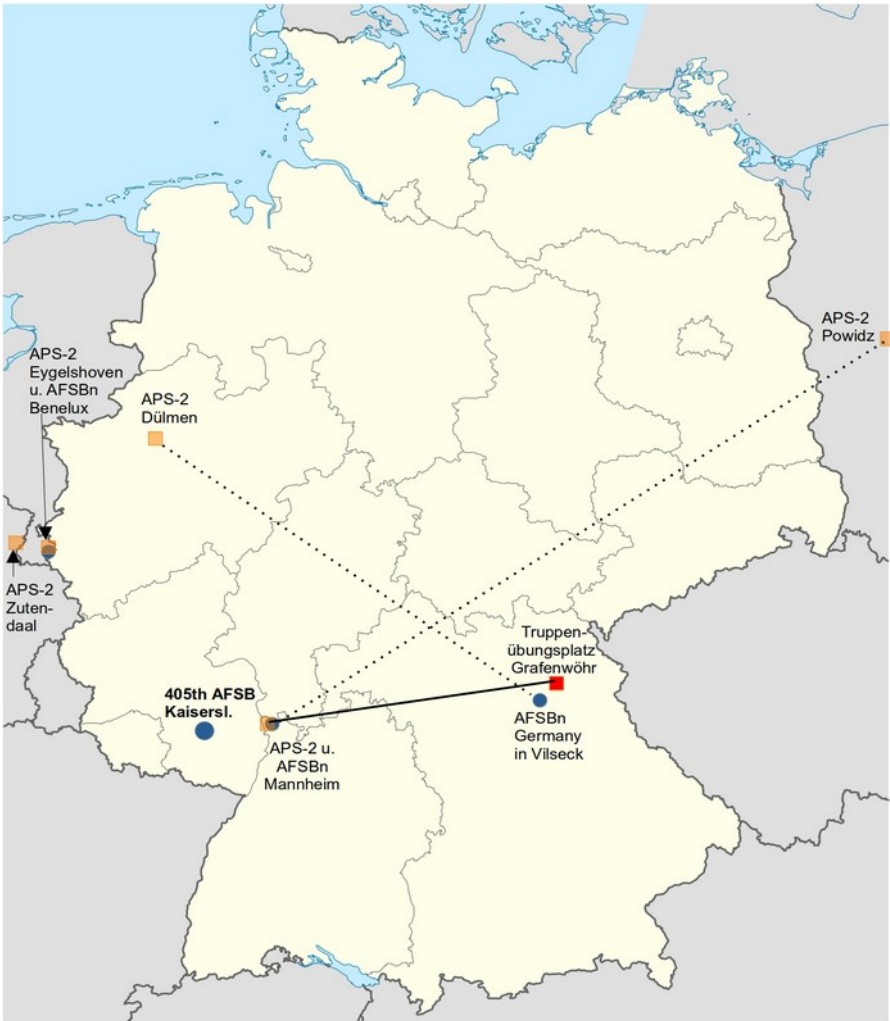 APS-2
Powidz
APS-2
Eygelshoven
u. AFSBn
Benelux
APS-2
Dülmen
APS-2
Zuten-
daal
Truppen-
übungsplatz
Grafenwöhr
405th AFSB
Kaisersl.
AFSBn
Germany
in Vilseck
APS-2 u.
AFSBn
Mannheim